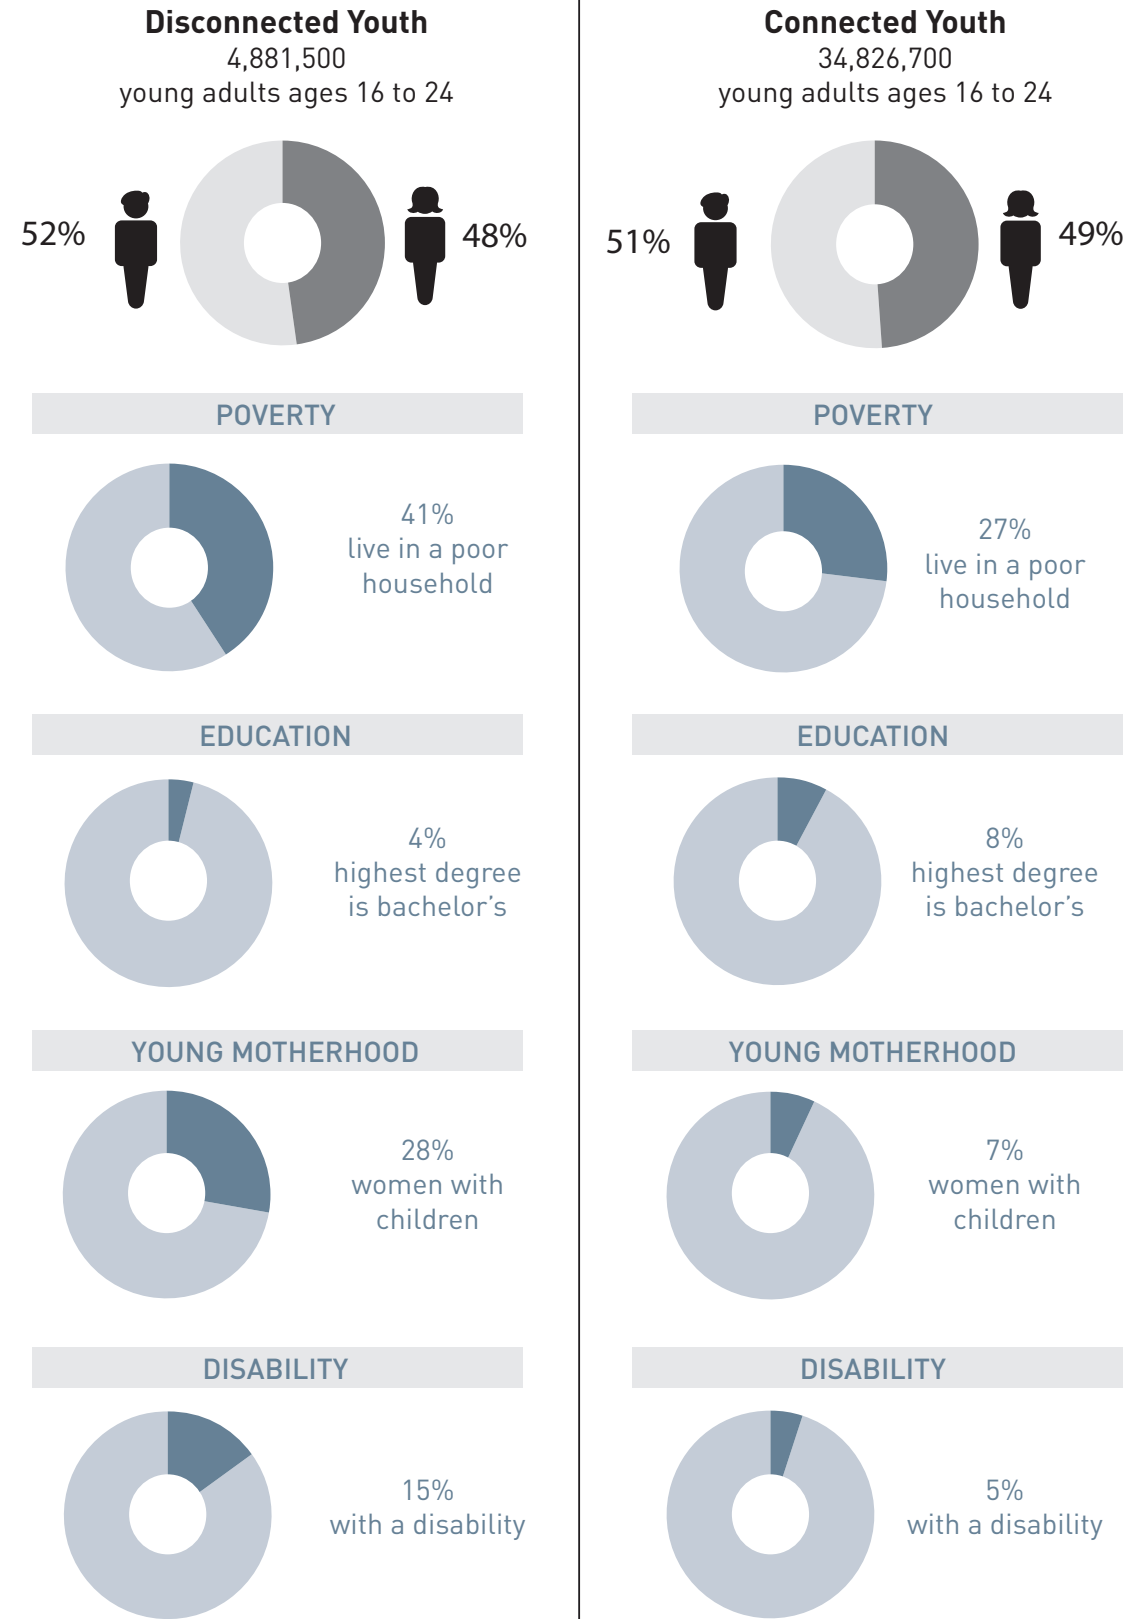 Disconnected Youth
4,881,500
young adults ages 16 to 24
52%
48%
POVERTY
41%
live in a poor
household
EDUCATION
4%
highest degree
is bachelor’s
YOUNG MOTHERHOOD
28%
women with
children
DISABILITY
15%
with a disability
Connected Youth
34,826,700
young adults ages 16 to 24
51%
49%
POVERTY
27%
live in a poor
household
EDUCATION
8%
highest degree
is bachelor’s
YOUNG MOTHERHOOD
7%
women with
children
DISABILITY
5%
with a disability